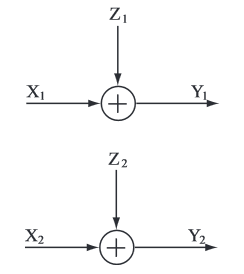 Z1
X1 + Y1
Z2
X2 + Y2